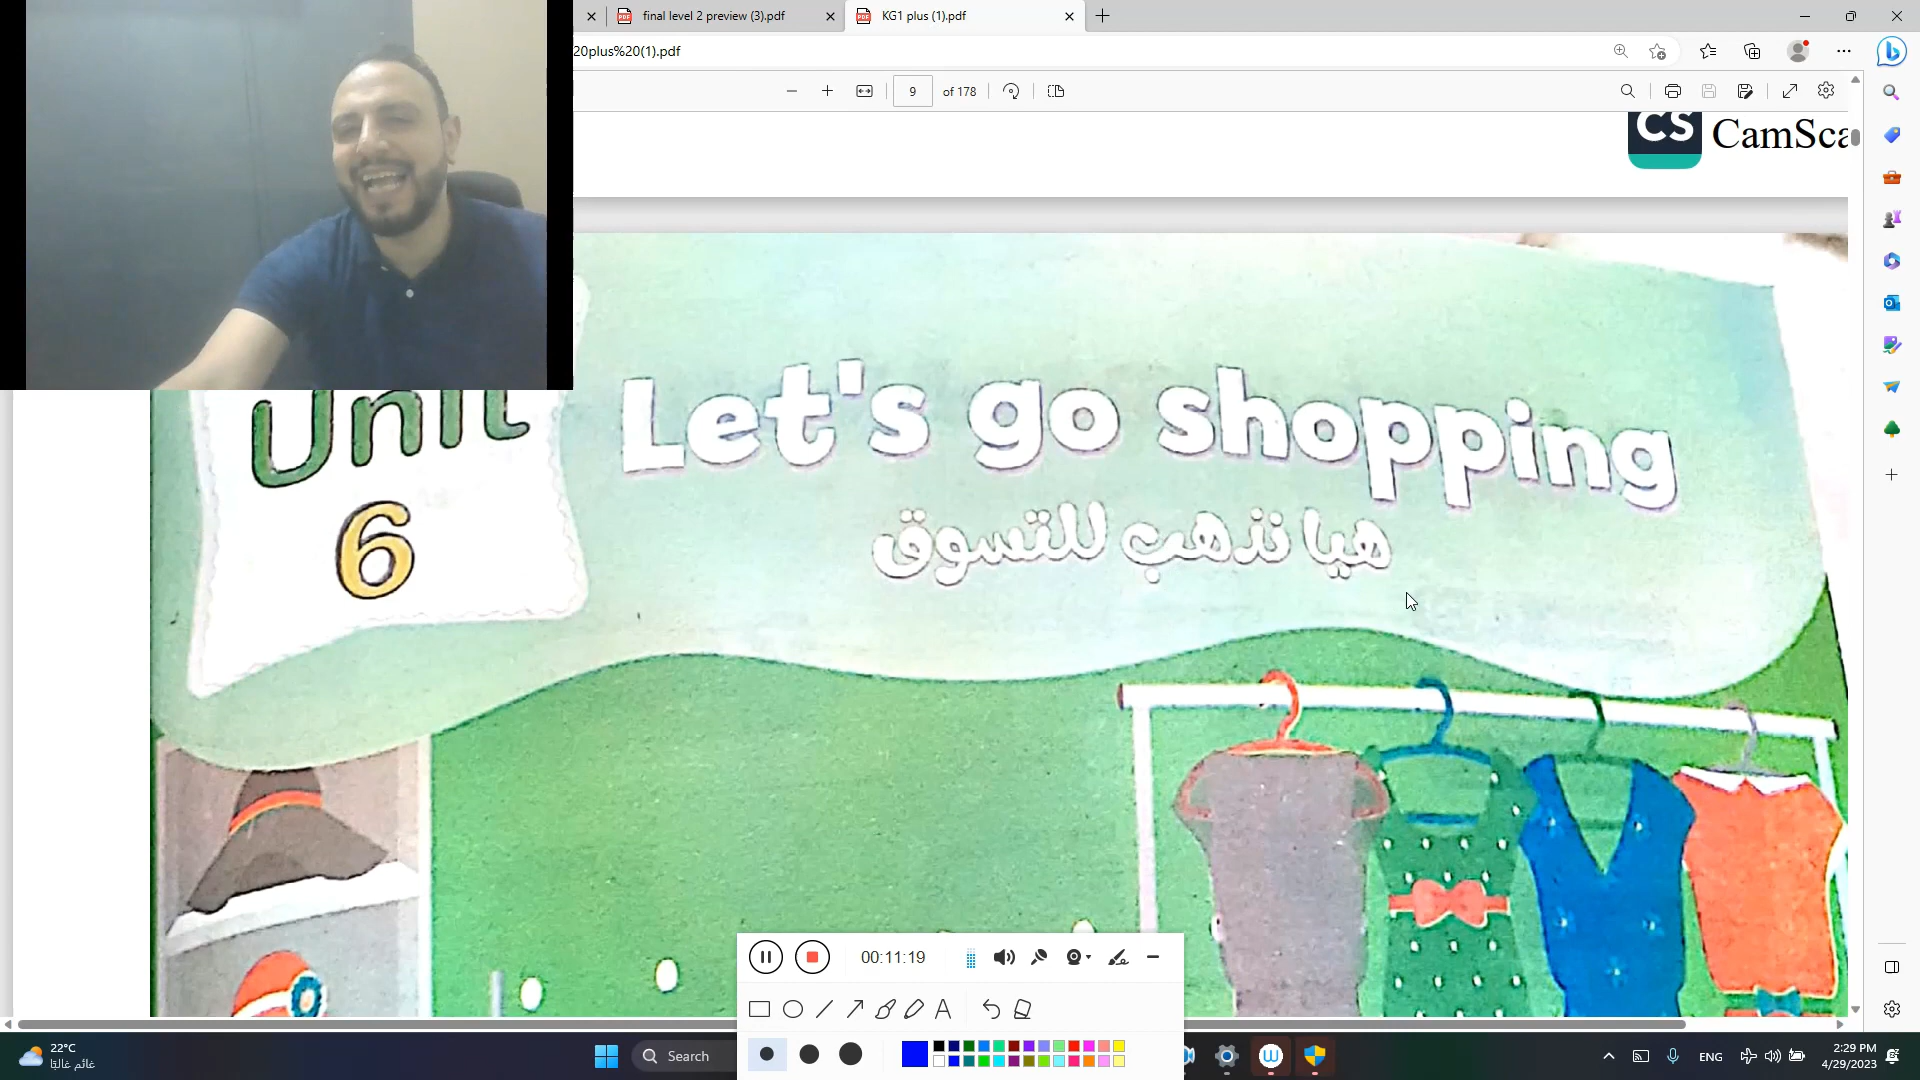 final level 2 preview (3).pdf
KG1 plus (1).pdf
20plus%20(1).pdf
9 of 178
CS CamSca
Unit
6
Let's go shopping
هيا نذهب للتسوق
00:11:19
A
22°C
غائم غالبًا
Search
ENG
2:29 PM
4/29/2023